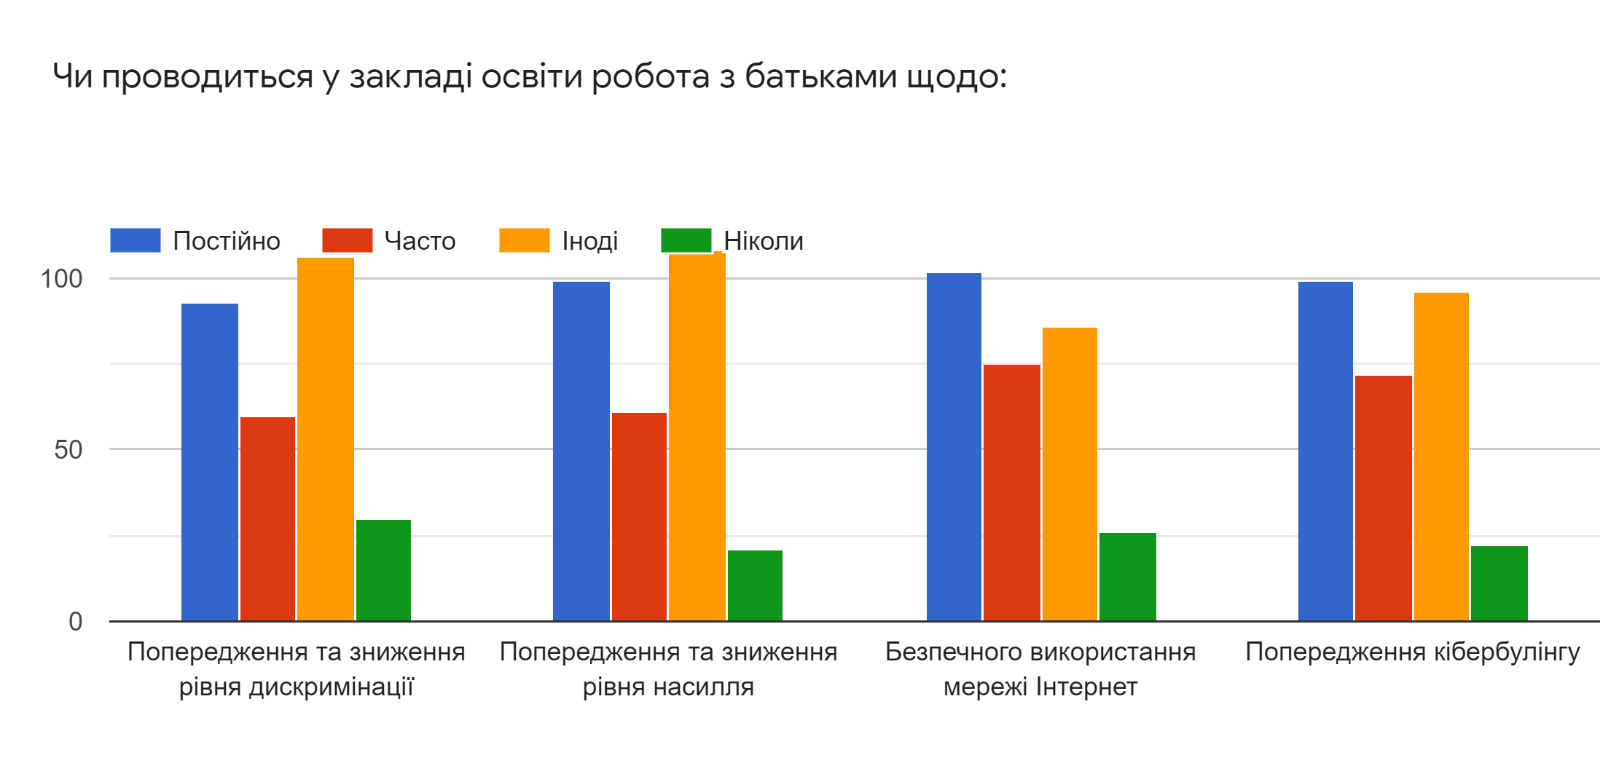 Чи проводиться у закладі освіти робота з батьками щодо:
Постійно Часто Іноді Ніколи
100
50
0
Попередження та зниження рівня дискримінації
Попередження та зниження рівня насилля
Безпечного використання мережі Інтернет
Попередження кібербулінгу